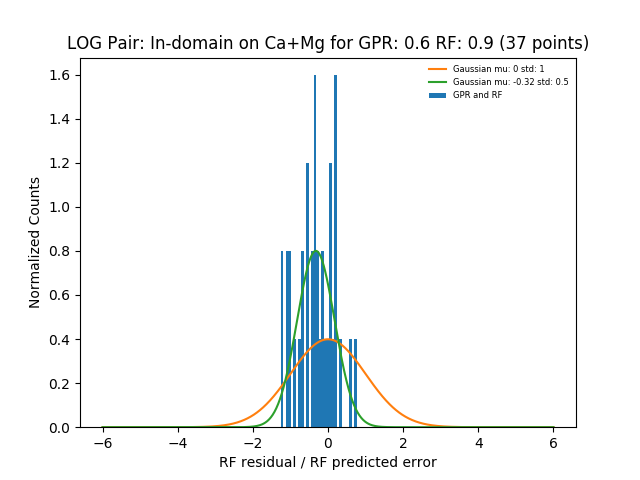 LOG Pair: In-domain on Ca+Mg for GPR: 0.6 RF: 0.9 (37 points)
Gaussian mu: 0 std: 1
Gaussian mu: -0.32 std: 0.5
GPR and RF
Normalized Counts
1.6
1.4
1.2
1.0
0.8
0.6
0.4
0.2
0.0
−6 −4 −2 0 2 4 6
RF residual / RF predicted error